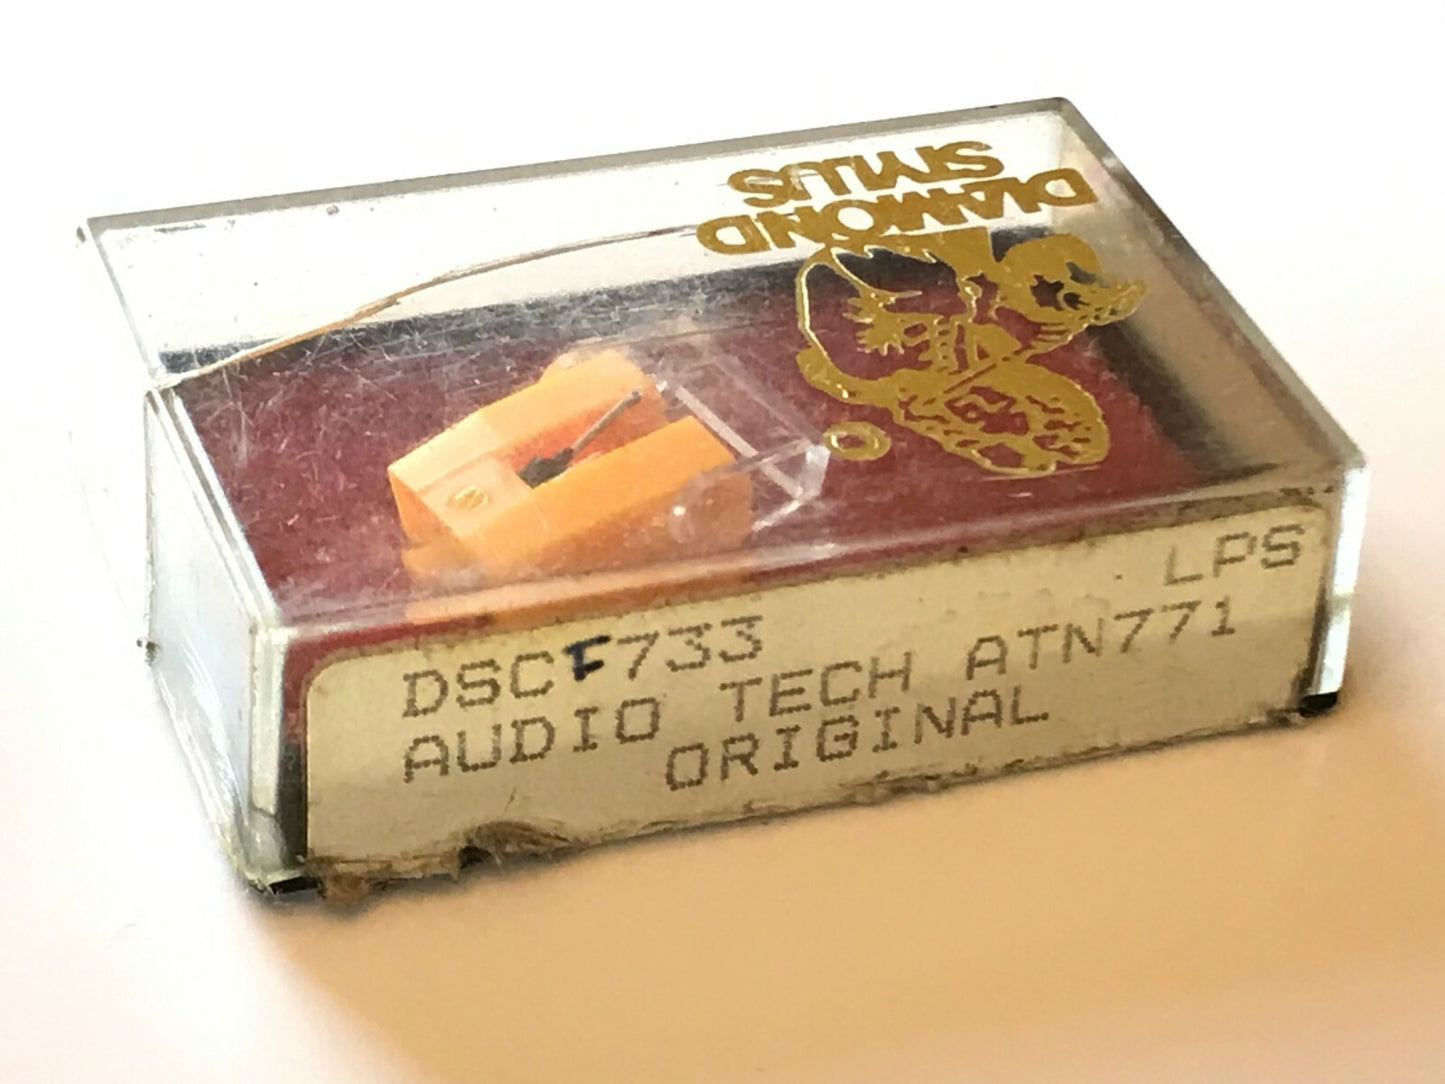 DIAMOND
STYLUS
LPS
DSCF733
AUDIO TECH ATN771
ORIGINAL